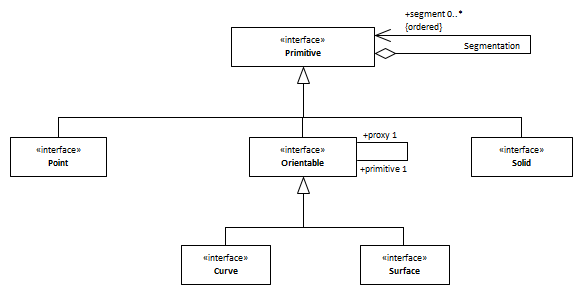 +segment 0..*
{ordered}
«interface»
Primitive
Segmentation
«interface»
Point
«interface»
Orientable
+proxy 1
+primitive 1
«interface»
Solid
«interface»
Curve
«interface»
Surface